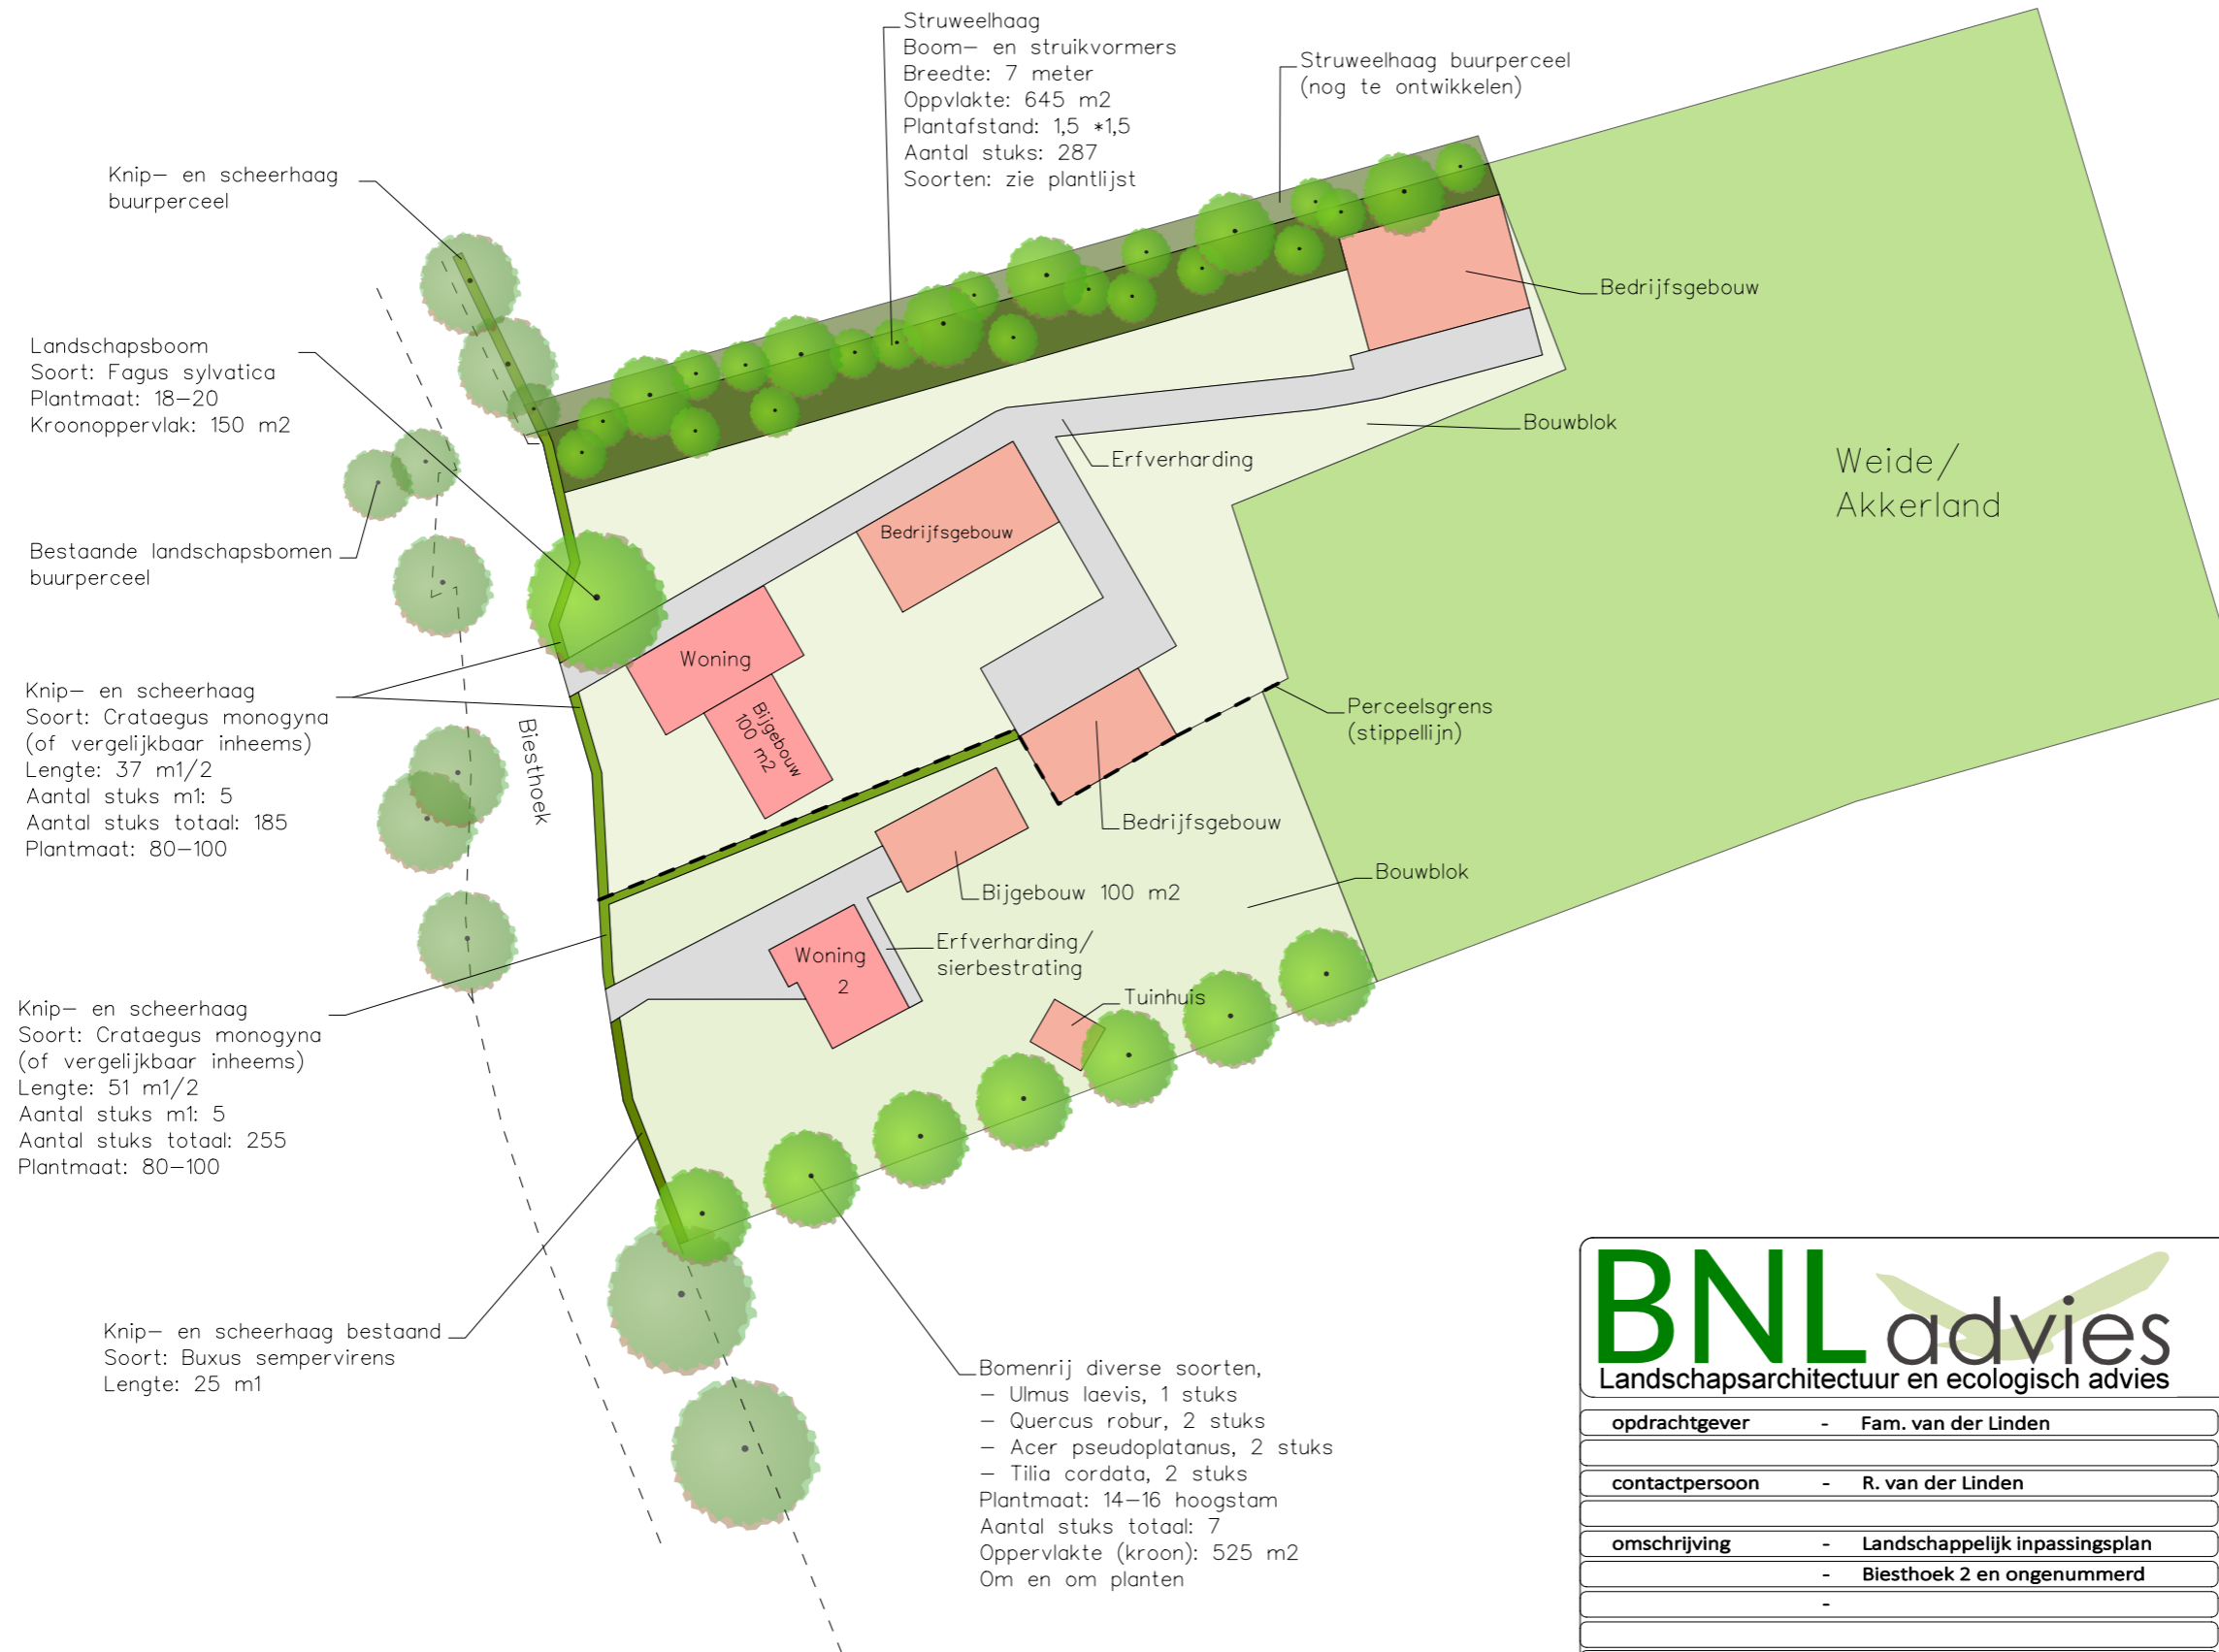 Struweelhaag
Boom- en struikvormers
Breedte: 7 meter
Oppvlakte: 645 m2
Plantafstand: 1,5 *1,5
Aantal stuks: 287
Soorten: zie plantlijst
Struweelhaag buurperceel
(nog te ontwikkelen)
Knip- en scheerhaag
buurperceel
Bedrijfsgebouw
Landschapsboom
Soort: Fagus sylvatica
Plantmaat: 18-20
Kroonoppervlak: 150 m2
Bouwblok
Erfverharding
Weide/
Akkerland
Bedrijfsgebouw
Bestaande landschapsbomen
buurperceel
Woning
Bijgebouw
100 m2
Knip- en scheerhaag
Soort: Crataegus monogyna
(of vergelijkbaar inheems)
Lengte: 37 m1/2
Aantal stuks m1: 5
Aantal stuks totaal: 185
Plantmaat: 80-100
Biesthoek
Perceelsgrens
(stippellijn)
Bedrijfsgebouw
Bouwblok
Bijgebouw 100 m2
Erfverharding/
sierbestrating
Woning
2
Tuinhuis
Knip- en scheerhaag
Soort: Crataegus monogyna
(of vergelijkbaar inheems)
Lengte: 51 m1/2
Aantal stuks m1: 5
Aantal stuks totaal: 255
Plantmaat: 80-100
Knip- en scheerhaag bestaand
Soort: Buxus sempervirens
Lengte: 25 m1
Bomenrij diverse soorten,
- Ulmus laevis, 1 stuks
- Quercus robur, 2 stuks
- Acer pseudoplatanus, 2 stuks
- Tilia cordata, 2 stuks
Plantmaat: 14-16 hoogstam
Aantal stuks totaal: 7
Oppervlakte (kroon): 525 m2
Om en om planten
BNL advies
Landschapsarchitectuur en ecologisch advies
opdrachtgever - Fam. van der Linden
contactpersoon - R. van der Linden
omschrijving - Landschappelijk inpassingsplan
- Biesthoek 2 en ongenummerd
-